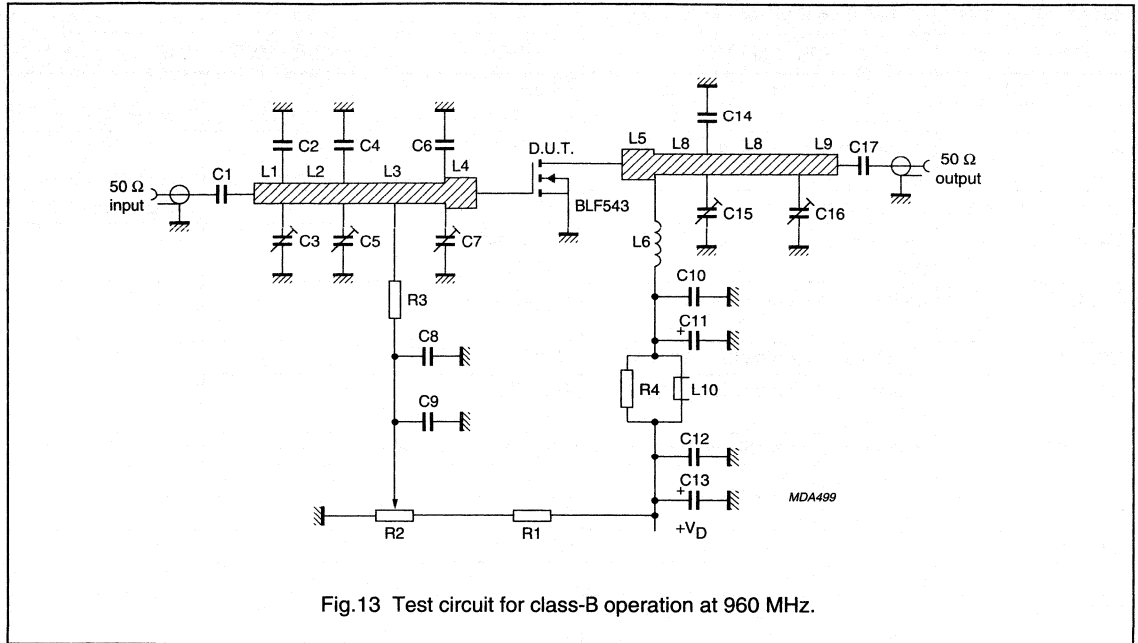 C14
C2
C4
C6
D.U.T.
L5
L8
L8
L9
C17
L1
L2
L3
L4
C1
50 Ω
input
50 Ω
output
BLF543
C3
C5
C7
C15
C16
L6
R3
C10
C8
+
C11
R4
L10
C9
C12
+
C13
MDA499
R2
R1
+VD
Fig.13 Test circuit for class-B operation at 960 MHz.